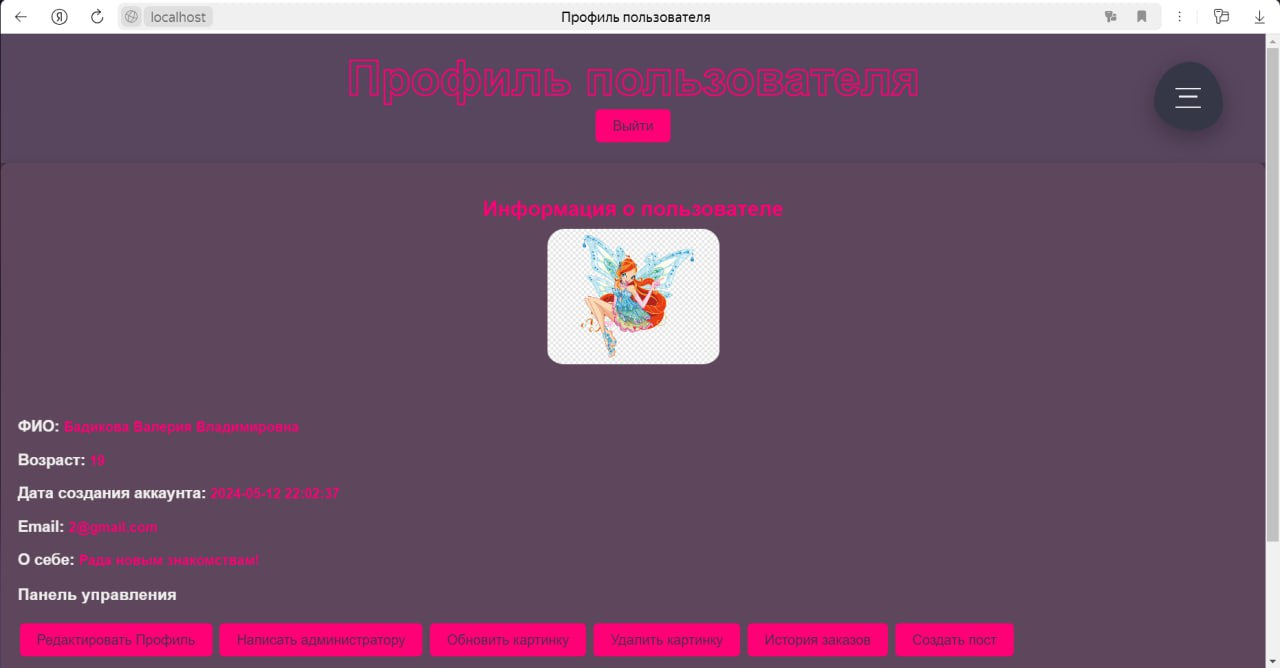 localhost
Профиль пользователя
Профиль пользователя
Выйти
Информация о пользователе
ФИО: Бадикова Валерия Владимировна
Возраст: 19
Дата создания аккаунта: 2024-05-12 22:02:37
Email: 2@gmail.com
О себе: Рада новым знакомствам!
Панель управления
Редактировать Профиль Написать администратору Обновить картинку Удалить картинку История заказов Создать пост